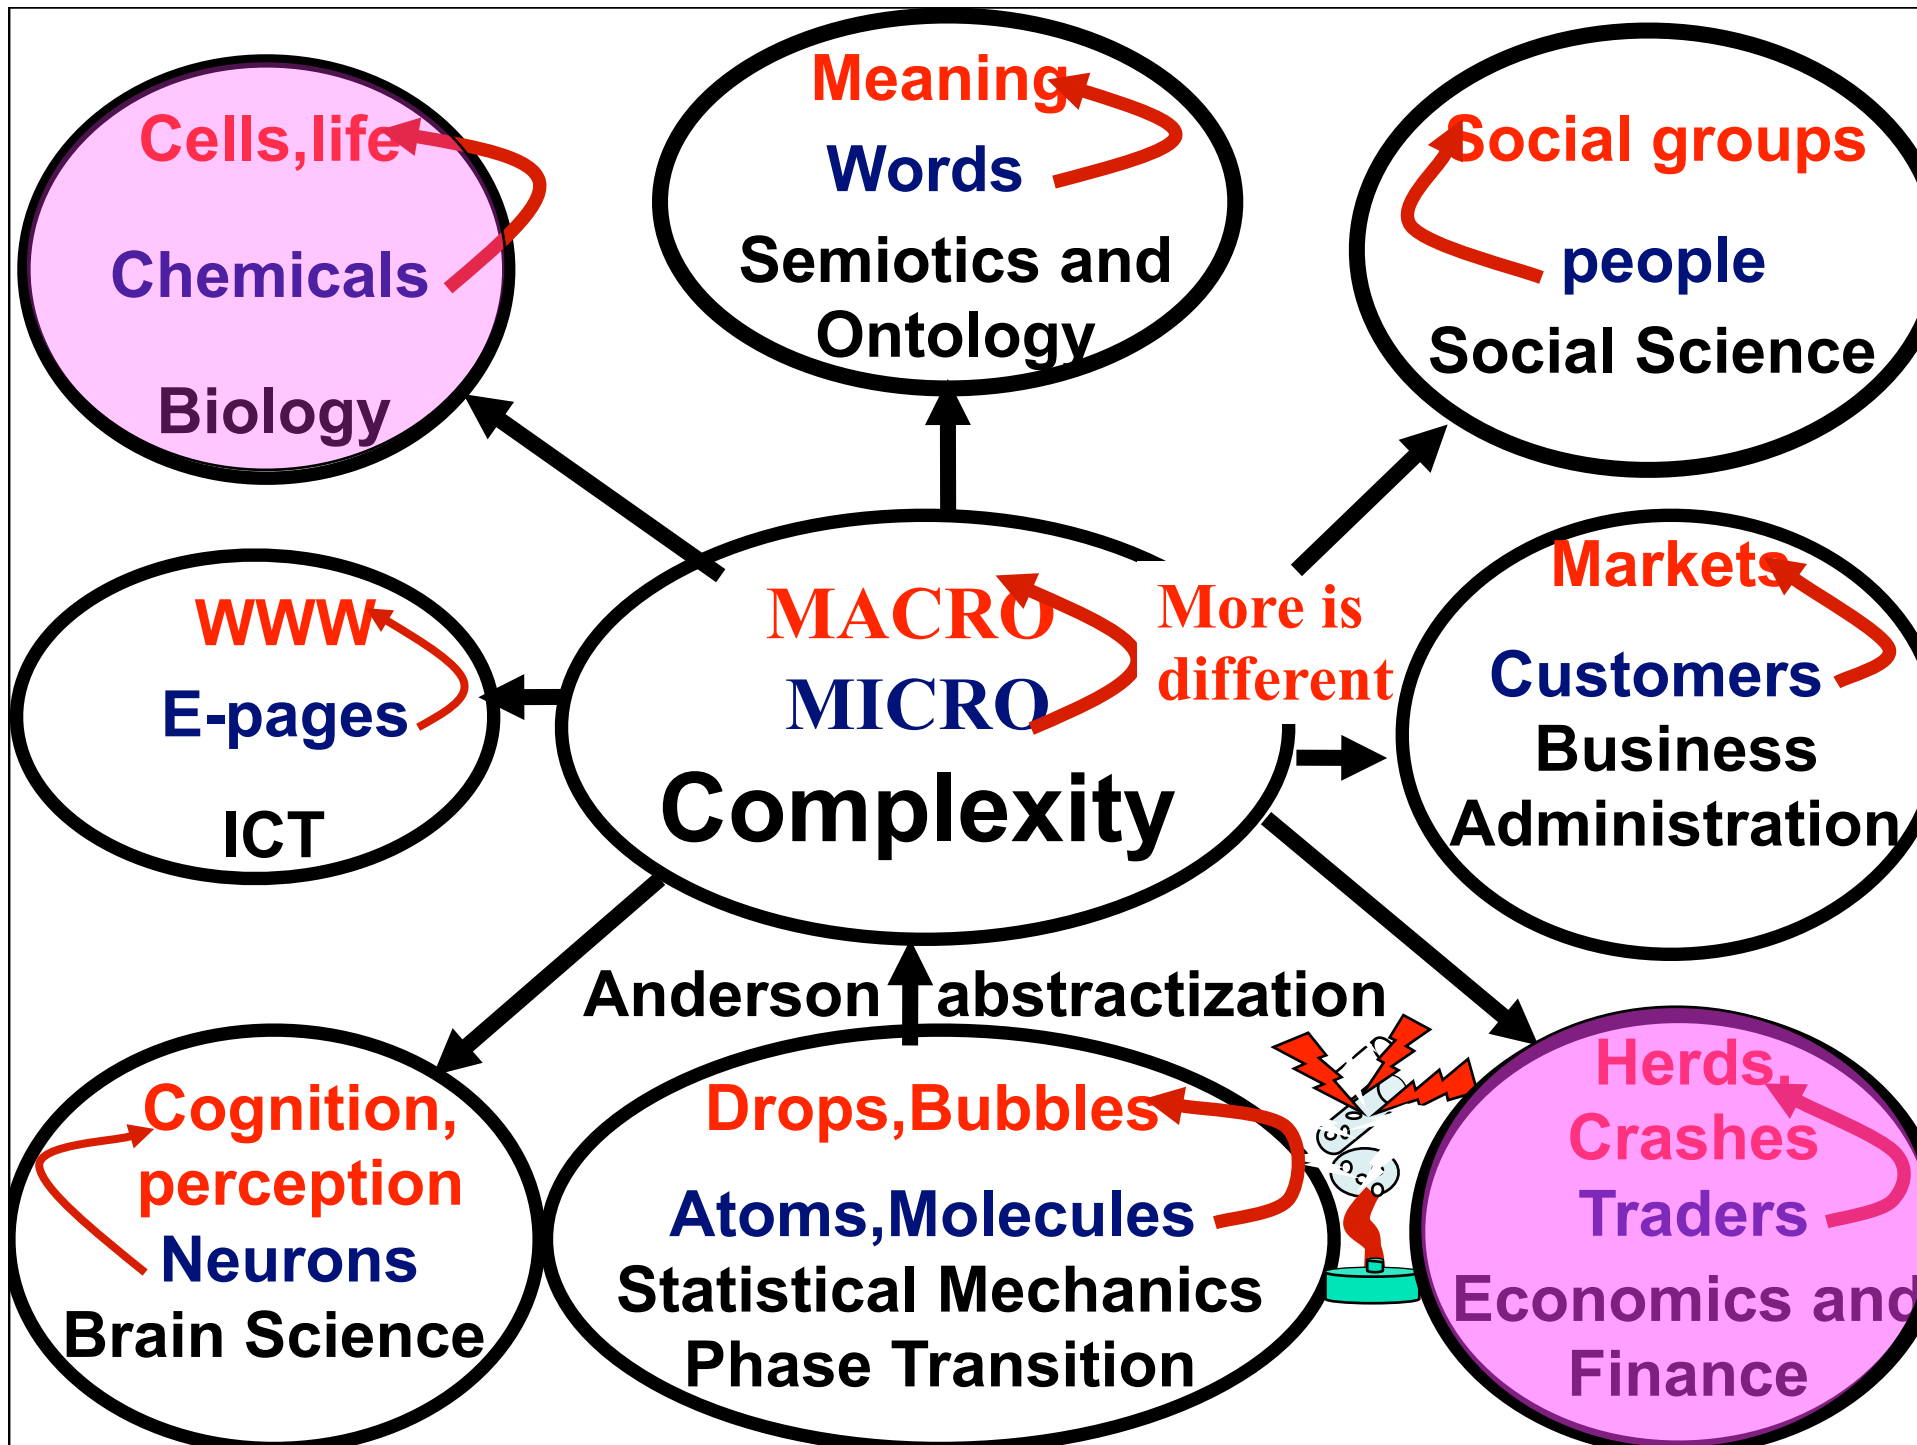 Cells,life
Chemicals
Biology
Meaning
Words
Semiotics and
Ontology
Social groups
people
Social Science
WWW
E-pages
ICT
MACRO
MICRO
Complexity
More is
different
Markets
Customers
Business
Administration
Anderson abstractization
Cognition,
perception
Neurons
Brain Science
Drops,Bubbles
Atoms,Molecules
Statistical Mechanics
Phase Transition
Herds,
Crashes
Traders
Economics and
Finance